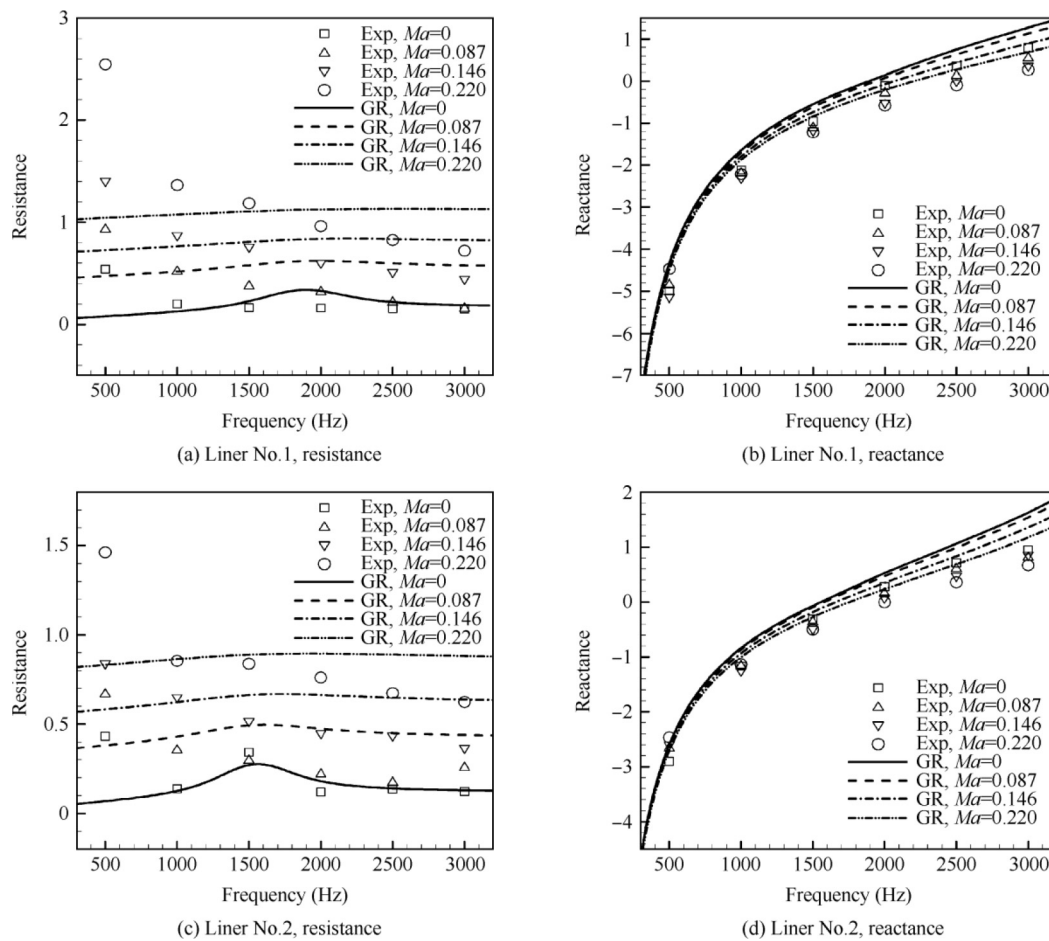 3
2
1
0
Resistance
500 1000 1500 2000 2500 3000
Frequency (Hz)
Exp, Ma=0
Exp, Ma=0.087
Exp, Ma=0.146
Exp, Ma=0.220
GR, Ma=0
GR, Ma=0.087
GR, Ma=0.146
GR, Ma=0.220
(a) Liner No.1, resistance
1
0
−1
−2
−3
−4
−5
−6
−7
Reactance
500 1000 1500 2000 2500 3000
Frequency (Hz)
Exp, Ma=0
Exp, Ma=0.087
Exp, Ma=0.146
Exp, Ma=0.220
GR, Ma=0
GR, Ma=0.087
GR, Ma=0.146
GR, Ma=0.220
(b) Liner No.1, reactance
1.5
1.0
0.5
0
Resistance
500 1000 1500 2000 2500 3000
Frequency (Hz)
Exp, Ma=0
Exp, Ma=0.087
Exp, Ma=0.146
Exp, Ma=0.220
GR, Ma=0
GR, Ma=0.087
GR, Ma=0.146
GR, Ma=0.220
(c) Liner No.2, resistance
2
1
0
−1
−2
−3
−4
Reactance
500 1000 1500 2000 2500 3000
Frequency (Hz)
Exp, Ma=0
Exp, Ma=0.087
Exp, Ma=0.146
Exp, Ma=0.220
GR, Ma=0
GR, Ma=0.087
GR, Ma=0.146
GR, Ma=0.220
(d) Liner No.2, reactance